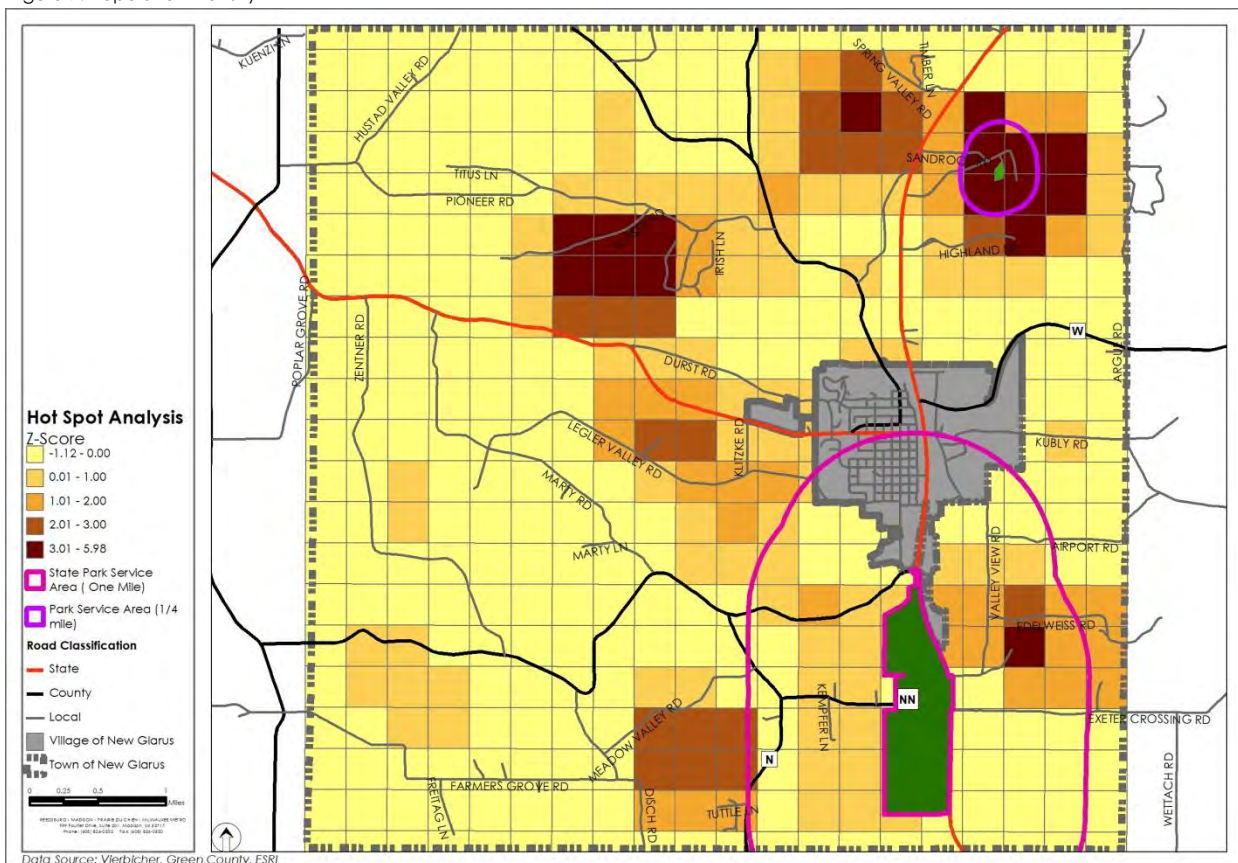 KUENZI LN
HUSTAD VALLEY RD
SPRING VALLEY RD
TIMBER LN
TITUS LN
PIONEER RD
IRISH LN
HIGHLAND
POPLAR GROVE RD
ZENTNER RD
DURST RD
KLITZKE RD
LEGLER VALLEY RD
W
ARGUE RD
KUBLY RD
MARTY RD
MARTY LN
VALLEY VIEW RD
AIRPORT RD
EDELWEISS RD
KEMPFER LN
NN
EXETER CROSSING RD
MEADOW VALLEY RD
N
FARMERS GROVE RD
FREITAG LN
DISCH RD
TUTTLE LN
WETTACH RD
Hot Spot Analysis
Z-Score
-1.12 - 0.00
0.01 - 1.00
1.01 - 2.00
2.01 - 3.00
3.01 - 5.98
State Park Service
Area ( One Mile)
Park Service Area (1/4
mile)
Road Classification
State
County
Local
Village of New Glarus
Town of New Glarus
0 0.25 0.5 1
Miles
Data Source: Vierbicher, Green County, ESRI